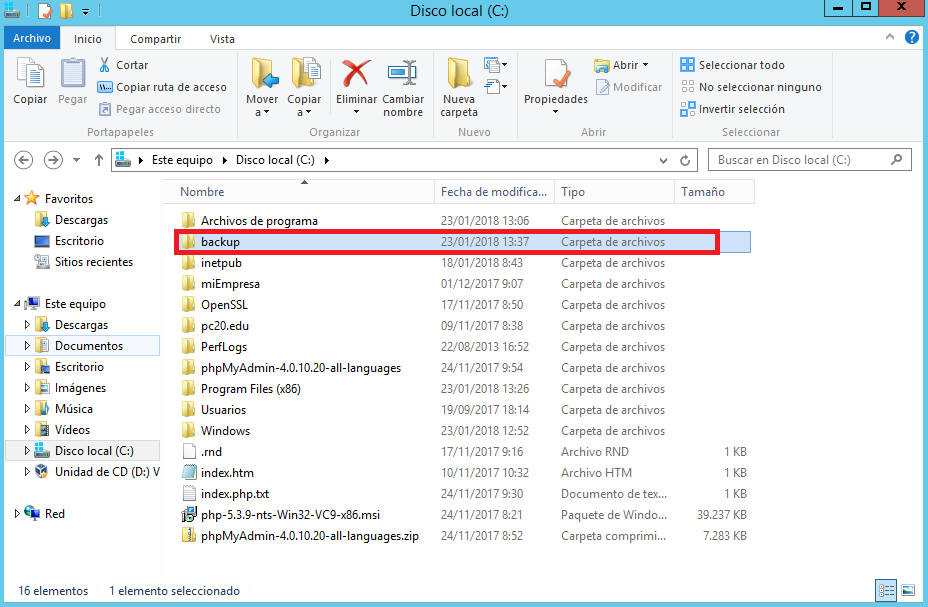 Disco local (C:)
Archivo Inicio Compartir Vista
Copiar
Pegar
Cortar
Copiar ruta de acceso
Pegar acceso directo
Portapapeles
Mover a
Copiar a
Eliminar
Cambiar nombre
Organizar
Nueva carpeta
Nuevo
Propiedades
Abrir
Modificar
Abrir
Seleccionar todo
No seleccionar ninguno
Invertir selección
Seleccionar
Este equipo Disco local (C:)
Buscar en Disco local (C:)
Favoritos
Descargas
Escritorio
Sitios recientes
Este equipo
Descargas
Documentos
Escritorio
Imágenes
Música
Vídeos
Disco local (C:)
Unidad de CD (D:) V
Red
Nombre Fecha de modifica... Tipo Tamaño
Archivos de programa 23/01/2018 13:06 Carpeta de archivos
backup 23/01/2018 13:37 Carpeta de archivos
inetpub 18/01/2018 8:43 Carpeta de archivos
miEmpresa 01/12/2017 9:07 Carpeta de archivos
OpenSSL 17/11/2017 8:50 Carpeta de archivos
pc20.edu 09/11/2017 8:38 Carpeta de archivos
PerfLogs 22/08/2013 16:52 Carpeta de archivos
phpMyAdmin-4.0.10.20-all-languages 24/11/2017 9:54 Carpeta de archivos
Program Files (x86) 23/01/2018 13:26 Carpeta de archivos
Usuarios 19/09/2017 18:14 Carpeta de archivos
Windows 23/01/2018 12:52 Carpeta de archivos
.rnd 17/11/2017 9:16 Archivo RND 1 KB
index.htm 10/11/2017 10:32 Archivo HTM 1 KB
index.php.txt 24/11/2017 9:30 Documento de tex... 1 KB
php-5.3.9-nts-Win32-VC9-x86.msi 24/11/2017 8:21 Paquete de Windo... 39.237 KB
phpMyAdmin-4.0.10.20-all-languages.zip 24/11/2017 8:52 Carpeta comprimi... 7.283 KB
16 elementos 1 elemento seleccionado